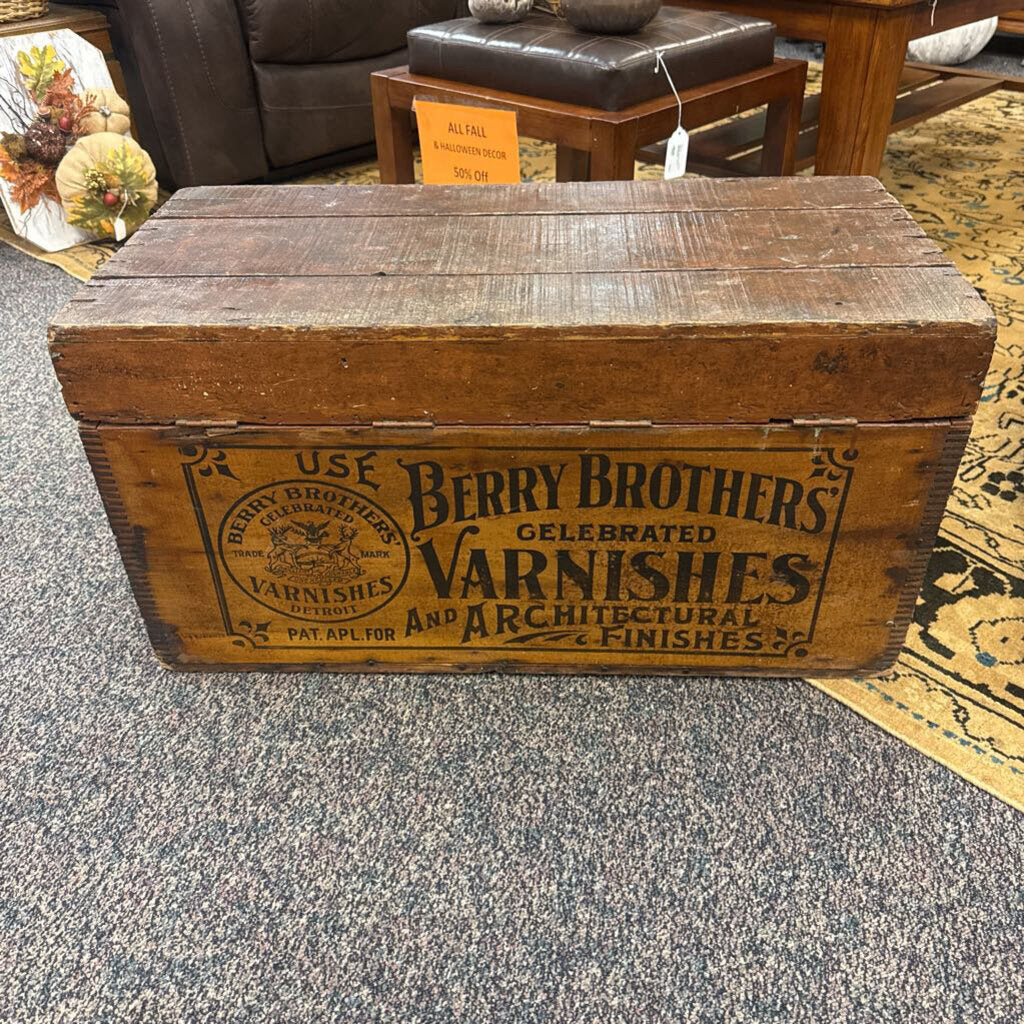 ALL FALL
& HALLOWEEN DECOR
50% Off
USE
BERRY BROTHERS'
CELEBRATED
TRADE MARK
VARNISHES
DETROIT
PAT. APL. FOR
BERRY BROTHERS'
CELEBRATED
VARNISHES
AND ARCHITECTURAL
FINISHES